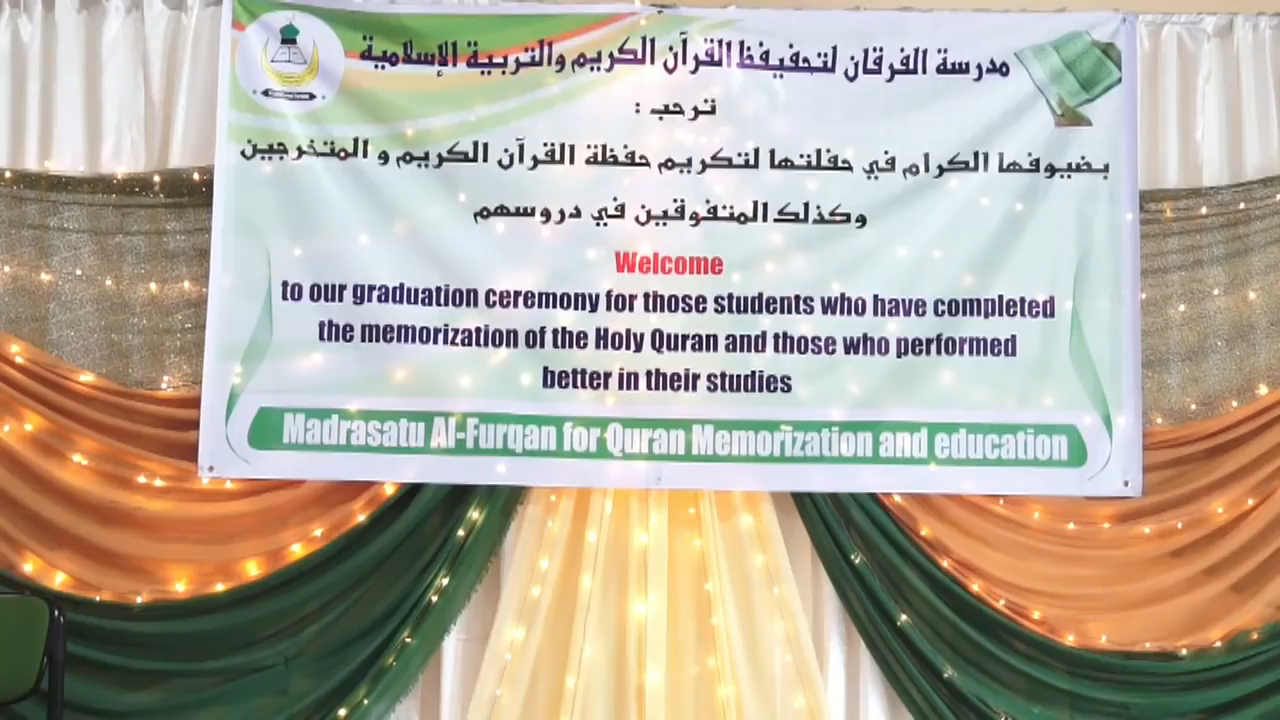 مدرسة الفرقان لتحفيفظ القرآن الكريم والتربية الإسلامية
ترحب :
بضيوفها الكرام في حفلتها لتكريم حفظة القرآن الكريم و المتخرجين
وكذلك المتفوقين في دروسهم
Welcome
to our graduation ceremony for those students who have completed
the memorization of the Holy Quran and those who performed
better in their studies
Madrasatu Al-Furqan for Quran Memorization and education